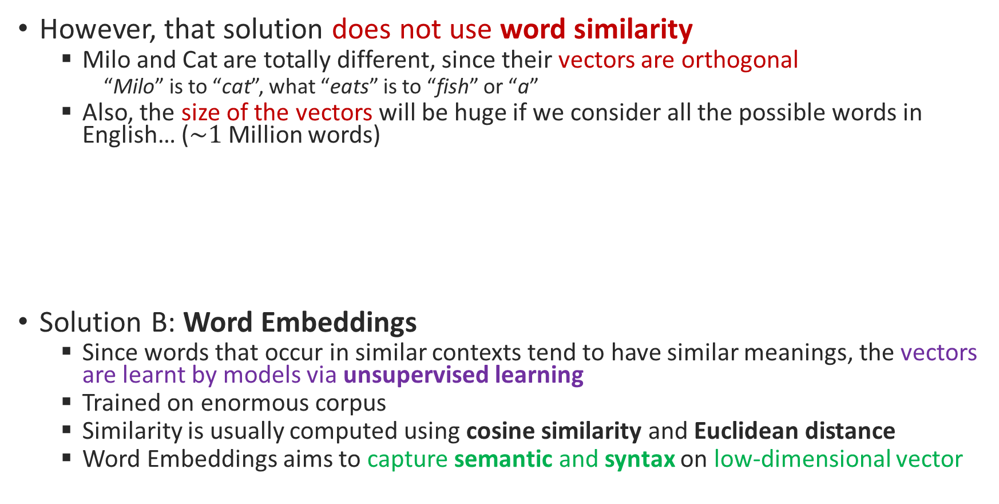 • However, that solution does not use word similarity
▪ Milo and Cat are totally different, since their vectors are orthogonal
“Milo” is to “cat”, what “eats” is to “fish” or “a”
▪ Also, the size of the vectors will be huge if we consider all the possible words in
English… (~1 Million words)
• Solution B: Word Embeddings
▪ Since words that occur in similar contexts tend to have similar meanings, the vectors
are learnt by models via unsupervised learning
▪ Trained on enormous corpus
▪ Similarity is usually computed using cosine similarity and Euclidean distance
▪ Word Embeddings aims to capture semantic and syntax on low-dimensional vector